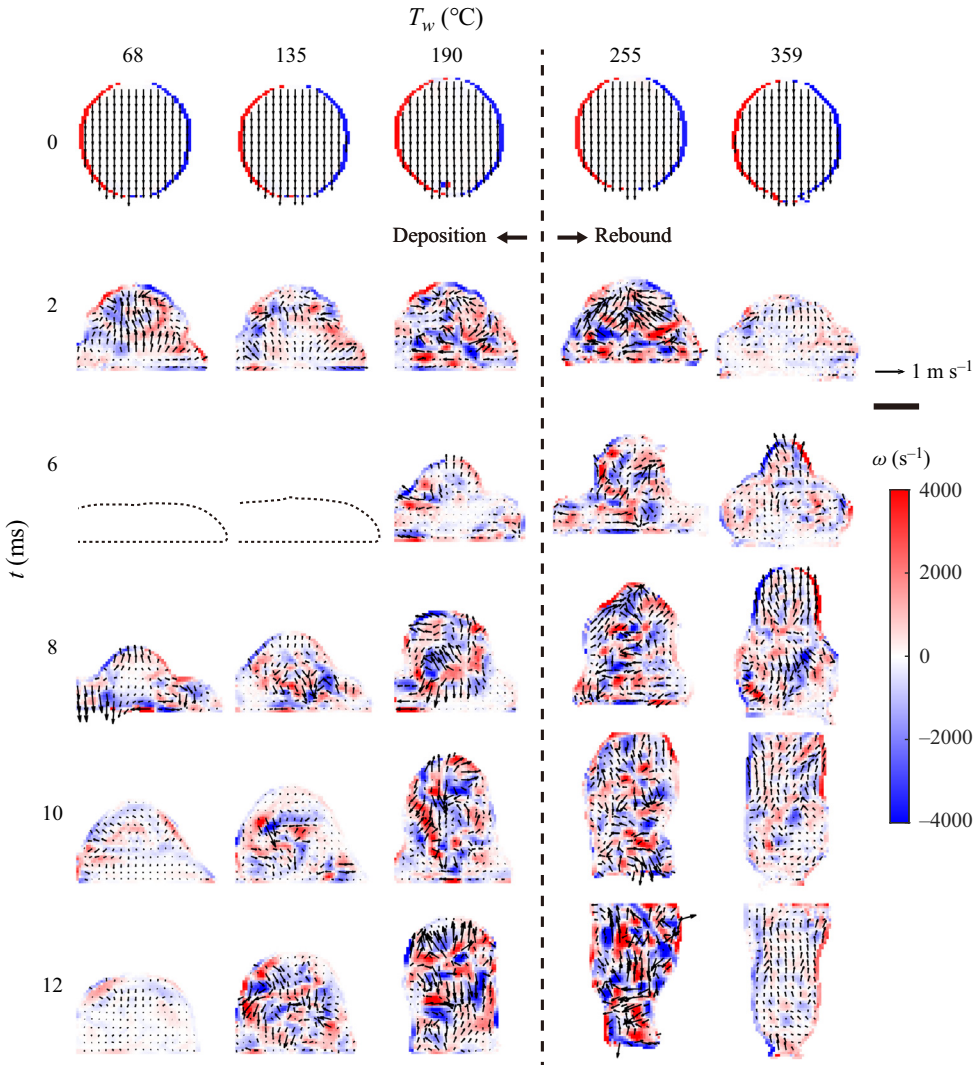 T_w (°C)
68 135 190 255 359
0
Deposition Rebound
2
1 m s⁻¹
6
ω (s⁻¹)
4000
2000
t (ms)
8
0
–2000
10
–4000
12